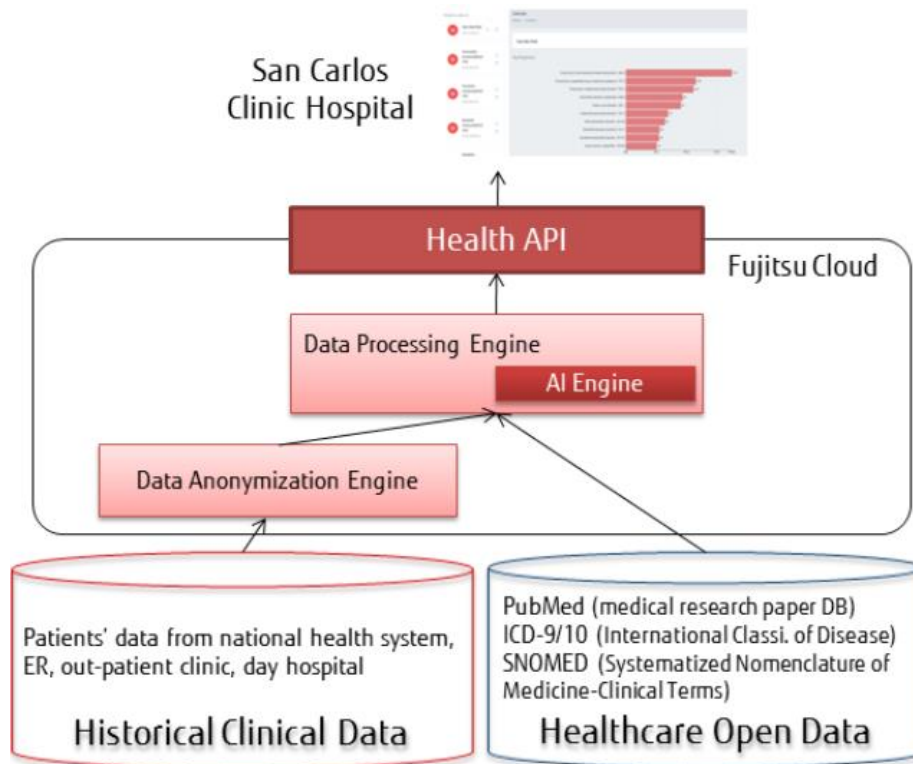 San Carlos
Clinic Hospital
Health API
Fujitsu Cloud
Data Processing Engine
AI Engine
Data Anonymization Engine
Patients' data from national health system,
ER, out-patient clinic, day hospital
Historical Clinical Data
PubMed (medical research paper DB)
ICD-9/10 (International Classi. of Disease)
SNOMED (Systematized Nomenclature of
Medicine-Clinical Terms)
Healthcare Open Data